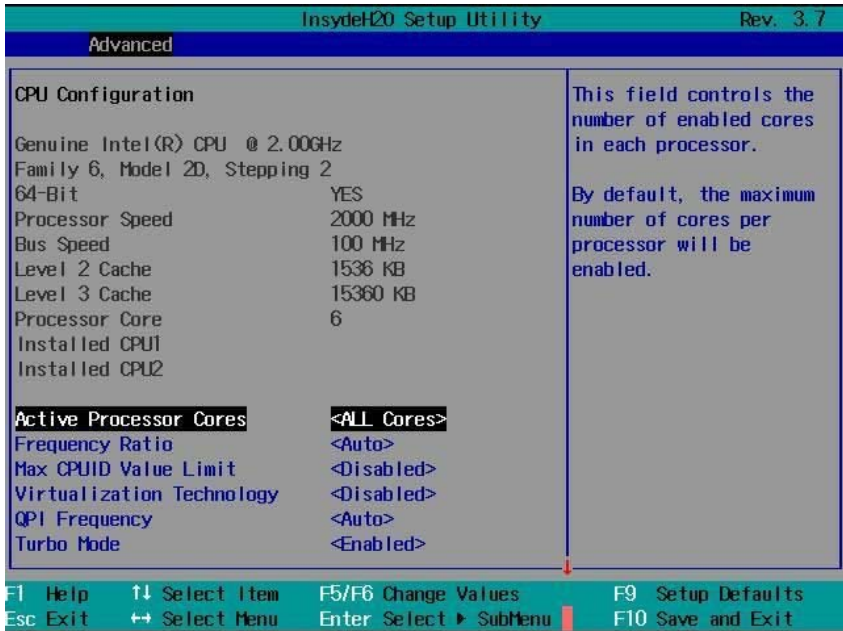 InsydeH2O Setup Utility Rev. 3.7
Advanced
CPU Configuration
Genuine Intel(R) CPU @ 2.00GHz
Family 6, Model 2D, Stepping 2
64-Bit YES
Processor Speed 2000 MHz
Bus Speed 100 MHz
Level 2 Cache 1536 KB
Level 3 Cache 15360 KB
Processor Core 6
Installed CPU1
Installed CPU2
Active Processor Cores <ALL Cores>
Frequency Ratio <Auto>
Max CPUID Value Limit <Disabled>
Virtualization Technology <Disabled>
QPI Frequency <Auto>
Turbo Mode <Enabled>
This field controls the
number of enabled cores
in each processor.
By default, the maximum
number of cores per
processor will be
enabled.
F1 Help ↑↓ Select Item F5/F6 Change Values F9 Setup Defaults
Esc Exit ↔ Select Menu Enter Select ▶ SubMenu F10 Save and Exit